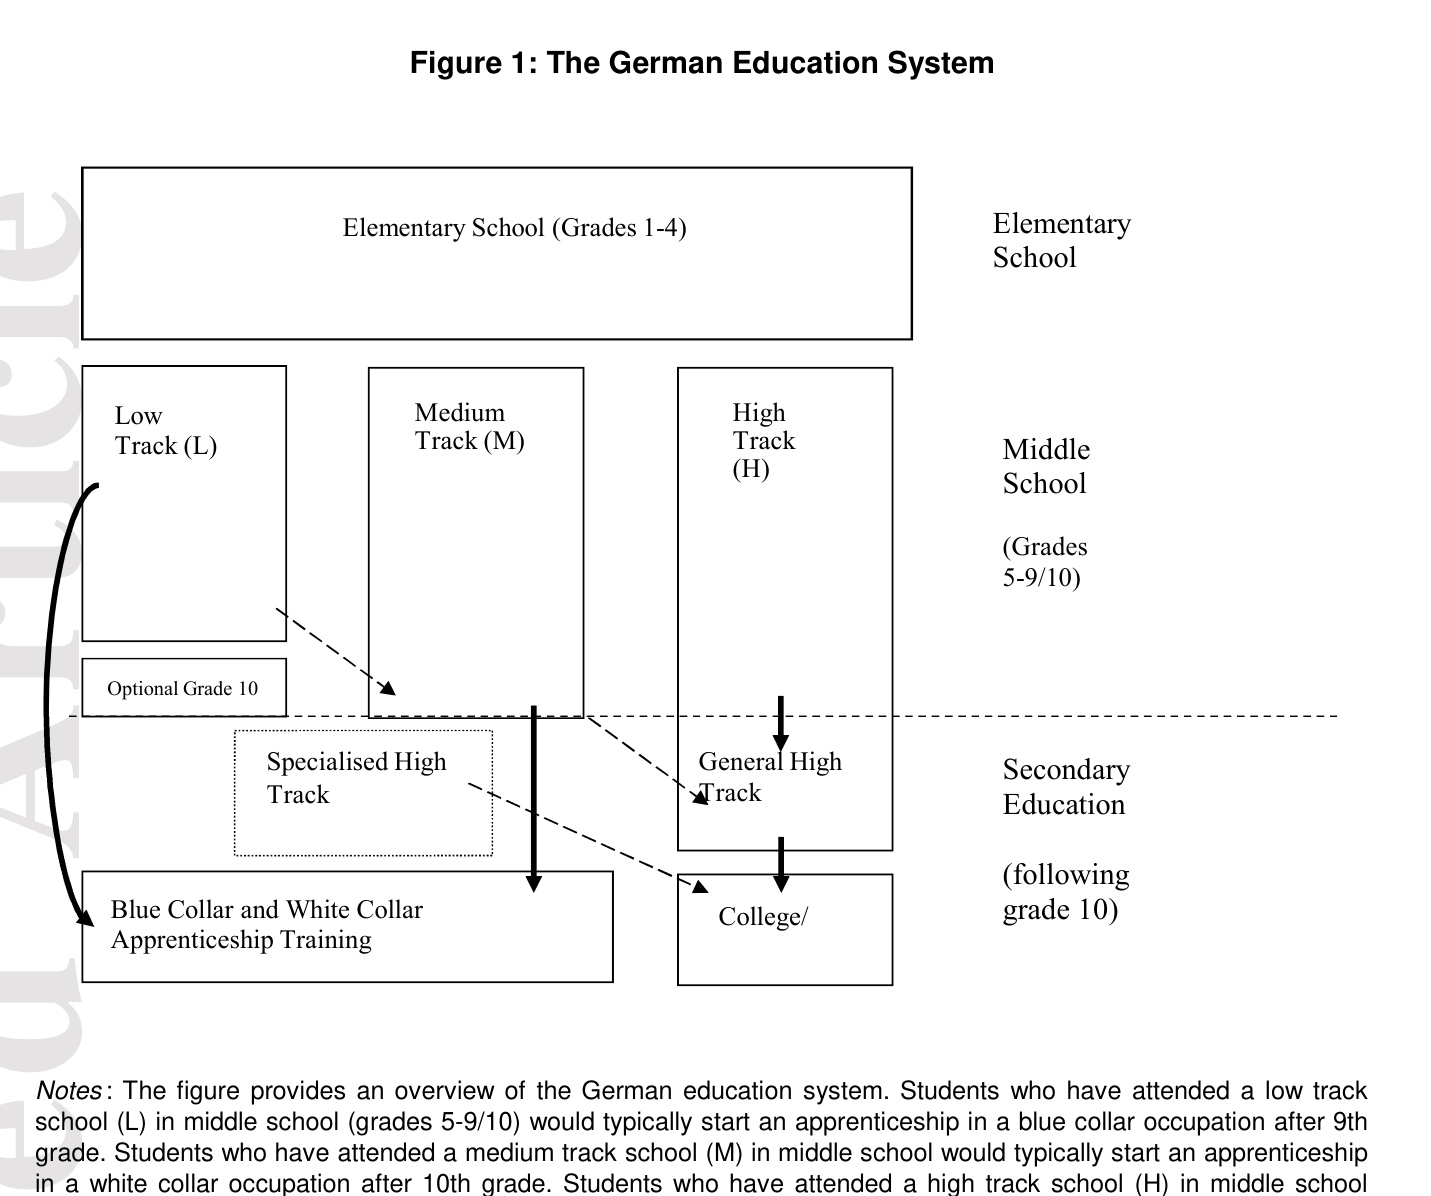 Figure 1: The German Education System
Elementary School (Grades 1-4)
Elementary
School
Low
Track (L)
Medium
Track (M)
High
Track
(H)
Middle
School
(Grades
5-9/10)
Optional Grade 10
Specialised High
Track
General High
Track
Secondary
Education
(following
grade 10)
Blue Collar and White Collar
Apprenticeship Training
College/
Notes: The figure provides an overview of the German education system. Students who have attended a low track
school (L) in middle school (grades 5-9/10) would typically start an apprenticeship in a blue collar occupation after 9th
grade. Students who have attended a medium track school (M) in middle school would typically start an apprenticeship
in a white collar occupation after 10th grade. Students who have attended a high track school (H) in middle school
ed Article